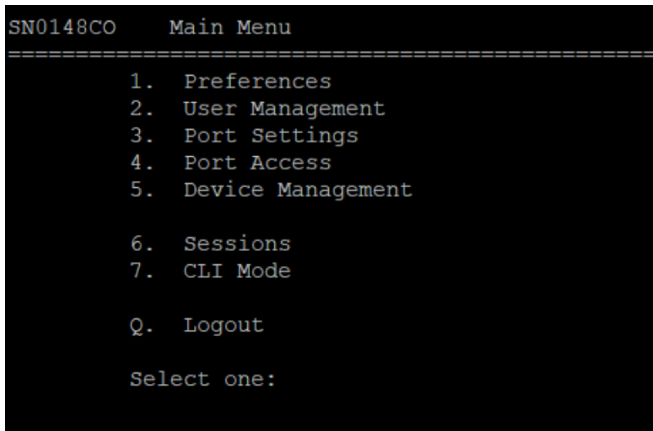 SN0148CO Main Menu
================================================
1. Preferences
2. User Management
3. Port Settings
4. Port Access
5. Device Management
6. Sessions
7. CLI Mode
Q. Logout
Select one: